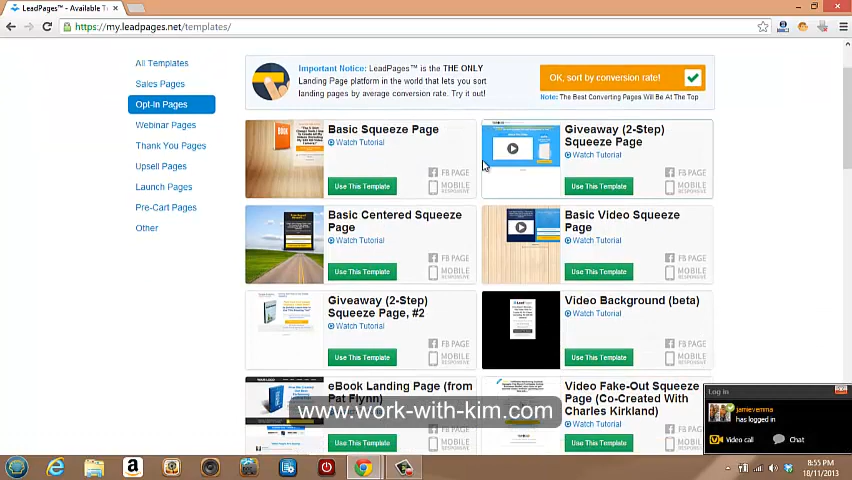 LeadPages™ - Available T
https://my.leadpages.net/templates/
All Templates
Sales Pages
Opt-In Pages
Webinar Pages
Thank You Pages
Upsell Pages
Launch Pages
Pre-Cart Pages
Other
Important Notice: LeadPages™ is the THE ONLY
Landing Page platform in the world that lets you sort
landing pages by average conversion rate. Try it out!
OK, sort by conversion rate!
Note: The Best Converting Pages Will Be At The Top
Basic Squeeze Page
Watch Tutorial
FB PAGE
MOBILE
RESPONSIVE
Use This Template
Giveaway (2-Step)
Squeeze Page
Watch Tutorial
FB PAGE
MOBILE
RESPONSIVE
Use This Template
Basic Centered Squeeze
Page
Watch Tutorial
FB PAGE
MOBILE
RESPONSIVE
Use This Template
Basic Video Squeeze
Page
Watch Tutorial
FB PAGE
MOBILE
RESPONSIVE
Use This Template
Giveaway (2-Step)
Squeeze Page, #2
Watch Tutorial
FB PAGE
MOBILE
RESPONSIVE
Use This Template
Video Background (beta)
Watch Tutorial
FB PAGE
MOBILE
RESPONSIVE
Use This Template
eBook Landing Page (from
Pat Flynn)
Use This Template
RESPONSIVE
Video Fake-Out Squeeze
Page (Co-Created With
Charles Kirkland)
Use This Template
www.work-with-kim.com
Log in
jamievemma
has logged in
Video call
Chat
8:55 PM
18/11/2013